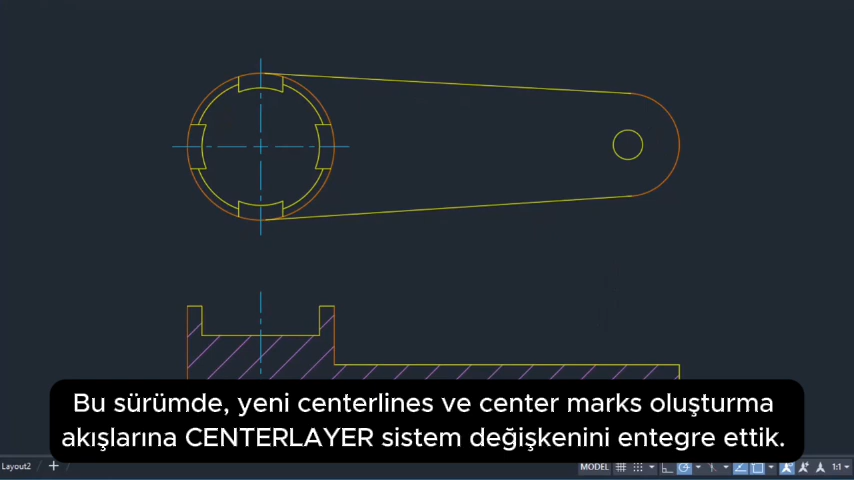 Bu sürümde, yeni centerlines ve center marks oluşturma
akışlarına CENTERLAYER sistem değişkenini entegre ettik.
Layout2
MODEL
1:1